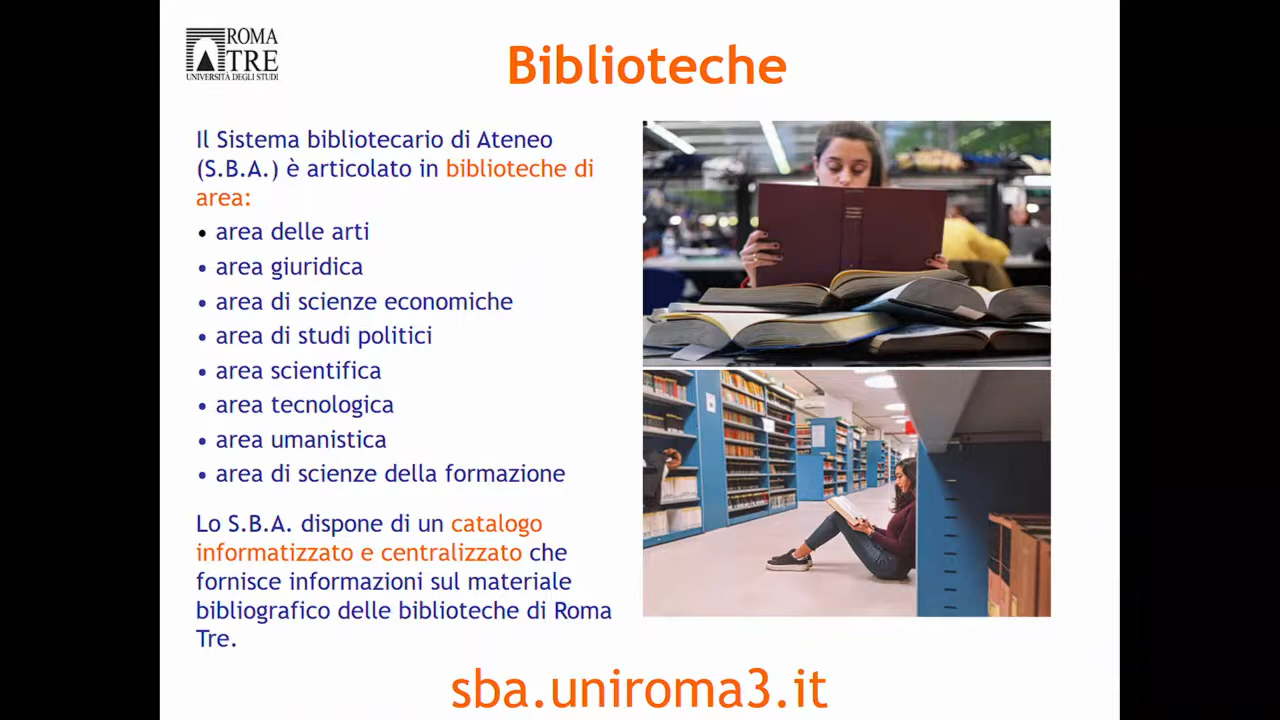 ROMA
TRE
UNIVERSITÀ DEGLI STUDI
Biblioteche
Il Sistema bibliotecario di Ateneo
(S.B.A.) è articolato in biblioteche di
area:
• area delle arti
• area giuridica
• area di scienze economiche
• area di studi politici
• area scientifica
• area tecnologica
• area umanistica
• area di scienze della formazione
Lo S.B.A. dispone di un catalogo
informatizzato e centralizzato che
fornisce informazioni sul materiale
bibliografico delle biblioteche di Roma
Tre.
sba.uniroma3.it